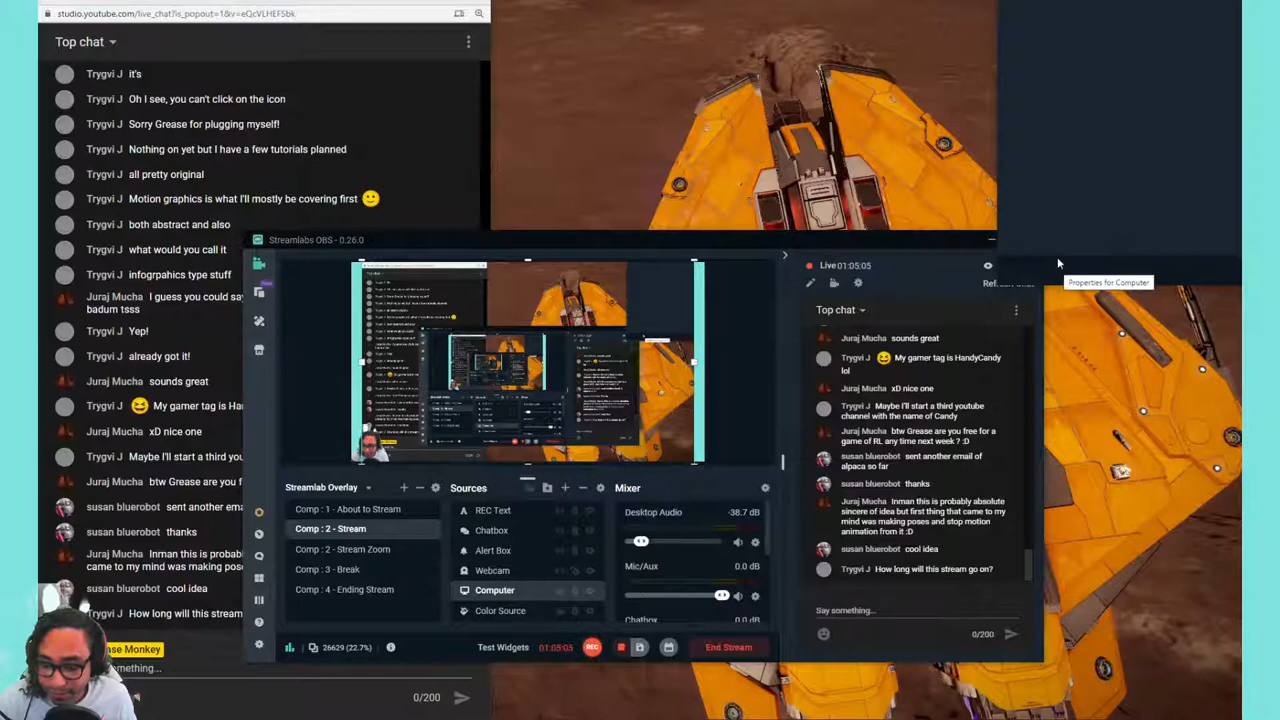 studio.youtube.com/live_chat?is_popout=1&v=eQcVLHEFSbk
Top chat
Trygvi J it's
Trygvi J Oh I see, you can't click on the icon
Trygvi J Sorry Grease for plugging myself!
Trygvi J Nothing on yet but I have a few tutorials planned
Trygvi J all pretty original
Trygvi J Motion graphics is what I'll mostly be covering first
Trygvi J both abstract and also
Trygvi J what would you call it
Trygvi J infogrpahics type stuff
Juraj Mucha I guess you could say
badum tsss
Trygvi J Yep!
Trygvi J already got it!
Juraj Mucha sounds great
Trygvi J My gamer tag is Han
Juraj Mucha xD nice one
Trygvi J Maybe I'll start a third yo
Juraj Mucha btw Grease are you f
susan bluerobot sent another emai
susan bluerobot thanks
Juraj Mucha Inman this is probab
came to my mind was making pose
susan bluerobot cool idea
Trygvi J How long will this stream
ase Monkey
omething...
0/200
Streamlabs OBS - 0.26.0
Streamlab Overlay
Comp : 1 - About to Stream
Comp : 2 - Stream
Comp : 2 - Stream Zoom
Comp : 3 - Break
Comp : 4 - Ending Stream
Sources
REC Text
Chatbox
Alert Box
Webcam
Computer
Color Source
Mixer
Desktop Audio -38.7 dB
Mic/Aux 0.0 dB
Chatbox 0.0 dB
26629 (22.7%)
Test Widgets
01:05:05
REC
End Stream
Live 01:05:05
Refresh Chat
Top chat
Juraj Mucha sounds great
Trygvi J My gamer tag is HandyCandy
lol
Juraj Mucha xD nice one
Trygvi J Maybe I'll start a third youtube
channel with the name of Candy
Juraj Mucha btw Grease are you free for a
game of RL any time next week ? :D
susan bluerobot sent another email of
alpaca so far
susan bluerobot thanks
Juraj Mucha Inman this is probably absolute
sincere of idea but first thing that came to my
mind was making poses and stop motion
animation from it :D
susan bluerobot cool idea
Trygvi J How long will this stream go on?
Say something...
0/200
Properties for Computer